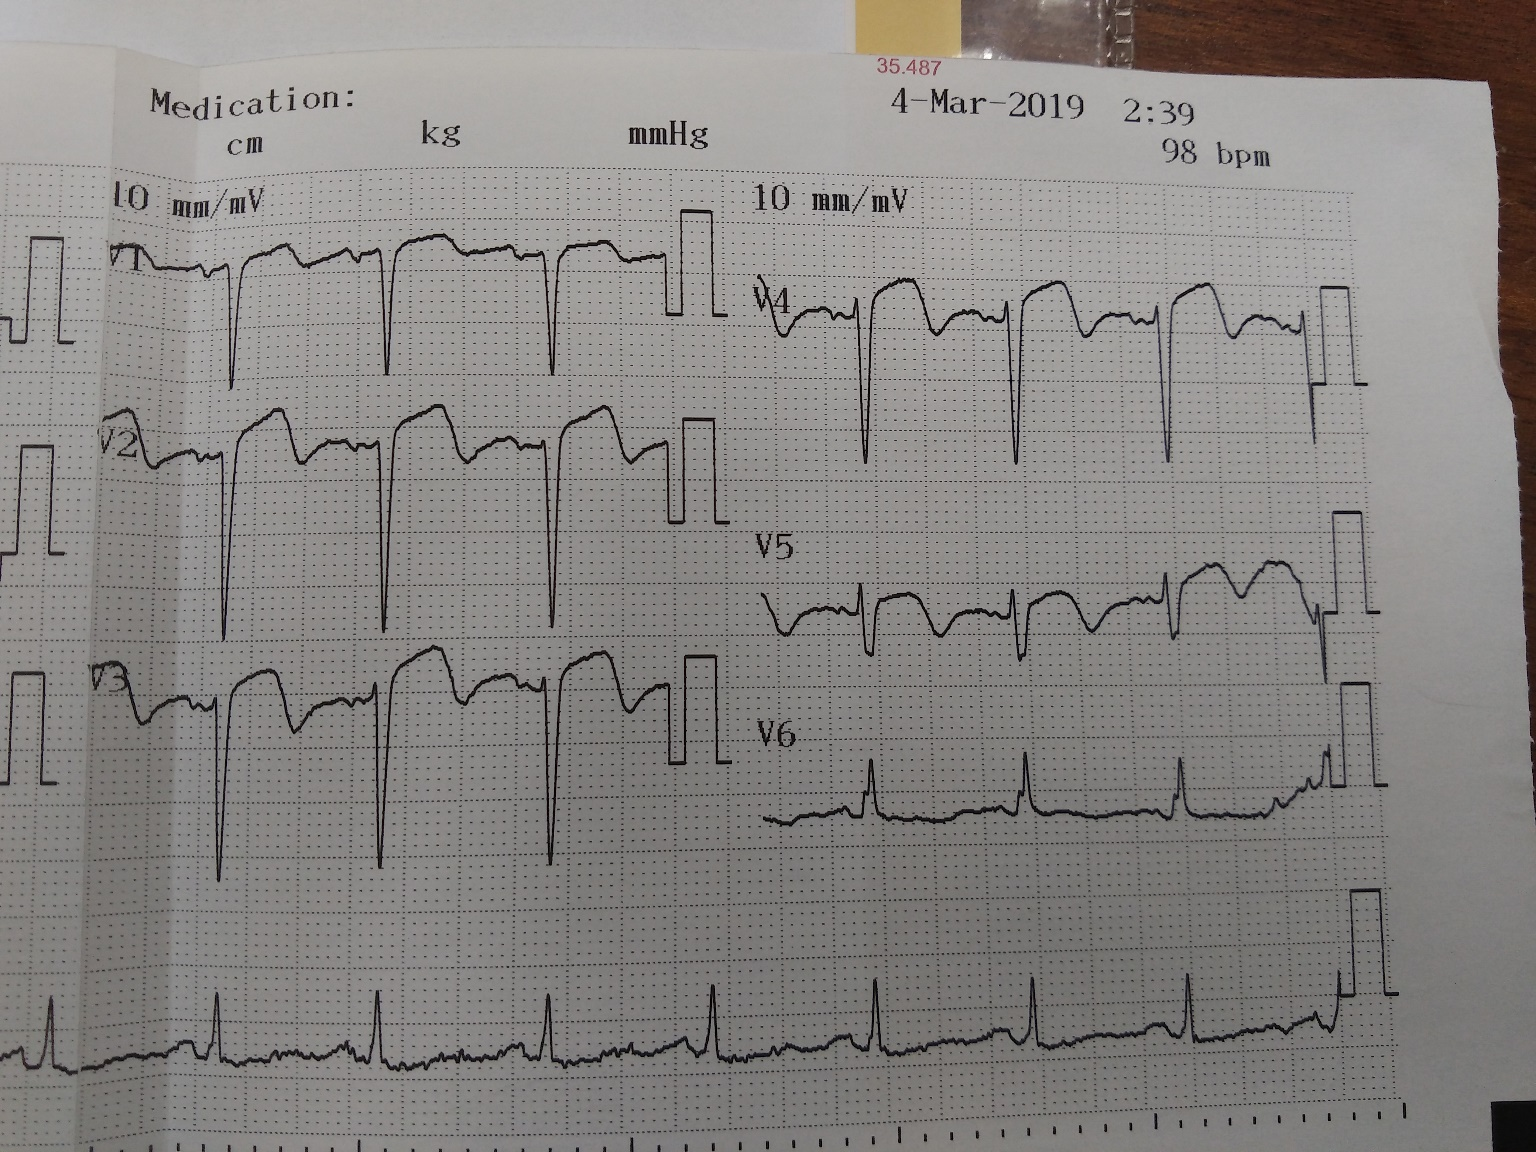 35.487
Medication:
4-Mar-2019 2:39
cm kg mmHg
98 bpm
10 mm/mV
10 mm/mV
V1
V4
V2
V5
V3
V6